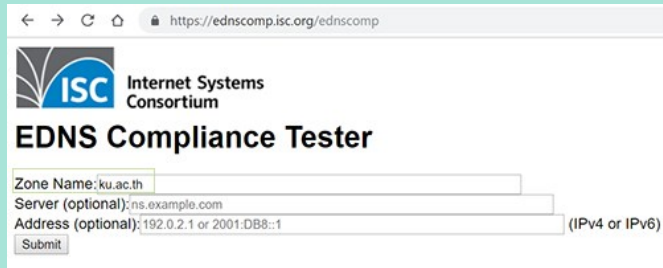 https://ednscomp.isc.org/ednscomp
ISC Internet Systems
Consortium
EDNS Compliance Tester
Zone Name: ku.ac.th
Server (optional): ns.example.com
Address (optional): 192.0.2.1 or 2001:DB8::1 (IPv4 or IPv6)
Submit